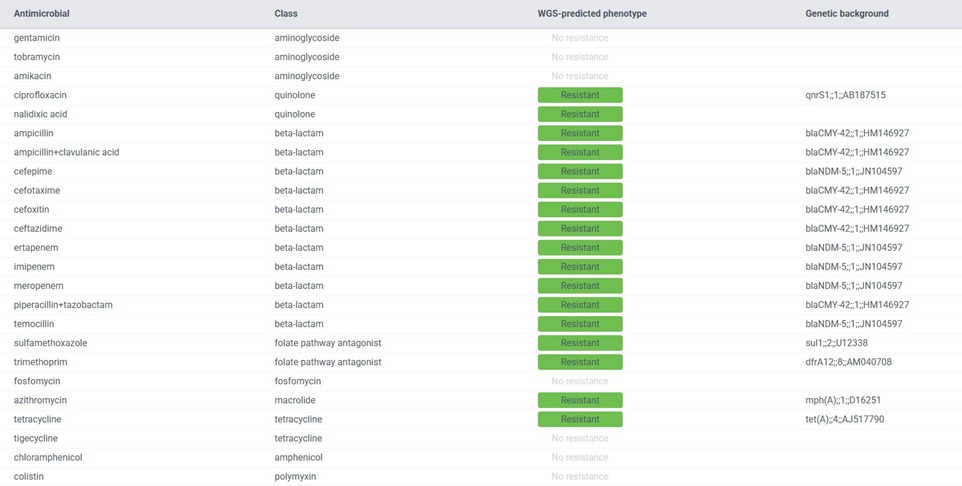 Antimicrobial Class WGS-predicted phenotype Genetic background
gentamicin aminoglycoside No resistance
tobramycin aminoglycoside No resistance
amikacin aminoglycoside No resistance
ciprofloxacin quinolone Resistant qnrS1;;1;;AB187515
nalidixic acid quinolone Resistant
ampicillin beta-lactam Resistant blaCMY-42;;1;;HM146927
ampicillin+clavulanic acid beta-lactam Resistant blaCMY-42;;1;;HM146927
cefepime beta-lactam Resistant blaNDM-5;;1;;JN104597
cefotaxime beta-lactam Resistant blaCMY-42;;1;;HM146927
cefoxitin beta-lactam Resistant blaCMY-42;;1;;HM146927
ceftazidime beta-lactam Resistant blaCMY-42;;1;;HM146927
ertapenem beta-lactam Resistant blaNDM-5;;1;;JN104597
imipenem beta-lactam Resistant blaNDM-5;;1;;JN104597
meropenem beta-lactam Resistant blaNDM-5;;1;;JN104597
piperacillin+tazobactam beta-lactam Resistant blaCMY-42;;1;;HM146927
temocillin beta-lactam Resistant blaNDM-5;;1;;JN104597
sulfamethoxazole folate pathway antagonist Resistant sul1;;2;;U12338
trimethoprim folate pathway antagonist Resistant dfrA12;;8;;AM040708
fosfomycin fosfomycin No resistance
azithromycin macrolide Resistant mph(A);;1;;D16251
tetracycline tetracycline Resistant tet(A);;4;;AJ517790
tigecycline tetracycline No resistance
chloramphenicol amphenicol No resistance
colistin polymyxin No resistance